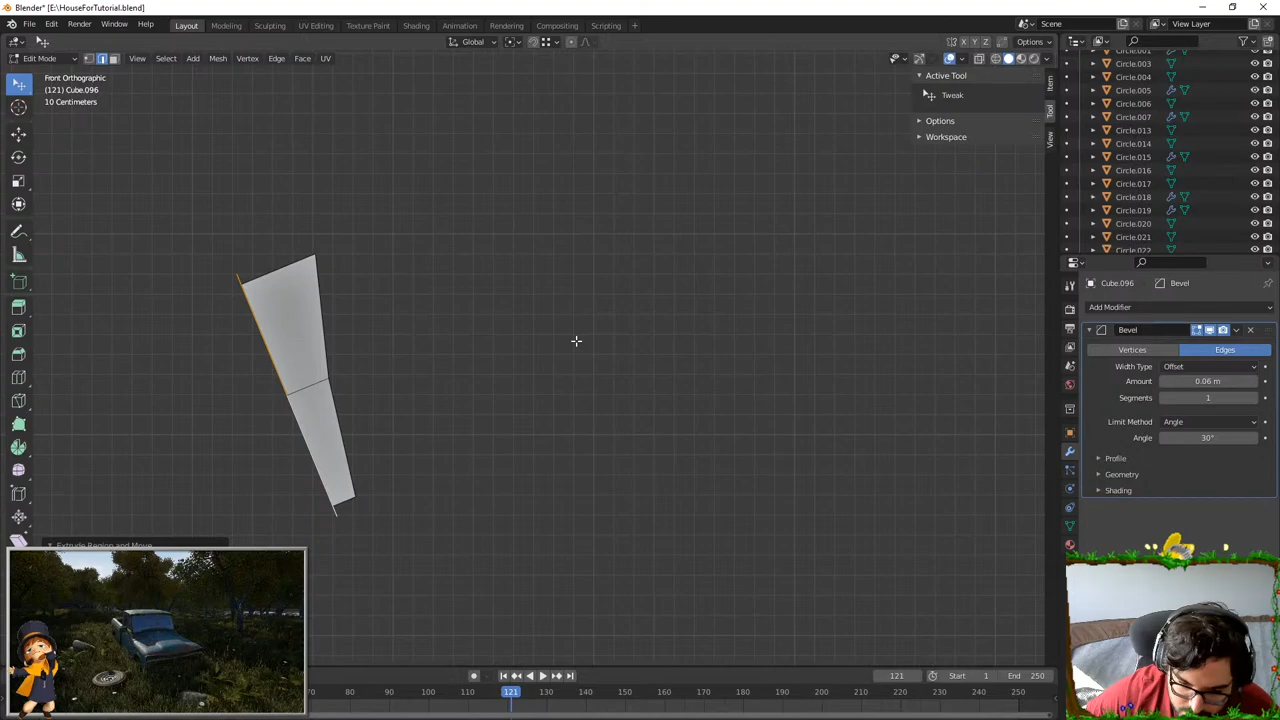 Blender* [E:\HouseForTutorial.blend]
File Edit Render Window Help Layout Modeling Sculpting UV Editing Texture Paint Shading Animation Rendering Compositing Scripting + Scene View Layer
Global X Y Z Options
Edit Mode View Select Add Mesh Vertex Edge Face UV
Front Orthographic
(121) Cube.096
10 Centimeters
Active Tool
Tweak
Options
Workspace
Item
Tool
View
Circle.001
Circle.003
Circle.004
Circle.005
Circle.006
Circle.007
Circle.013
Circle.014
Circle.015
Circle.016
Circle.017
Circle.018
Circle.019
Circle.020
Circle.021
Circle.022
Cube.096 Bevel
Add Modifier
Bevel
Vertices Edges
Width Type Offset
Amount 0.06 m
Segments 1
Limit Method Angle
Angle 30°
Profile
Geometry
Shading
Extrude Region and Move
121 Start 1 End 250
70 80 90 100 110 121 130 140 150 160 170 180 190 200 210 220 230 240 250